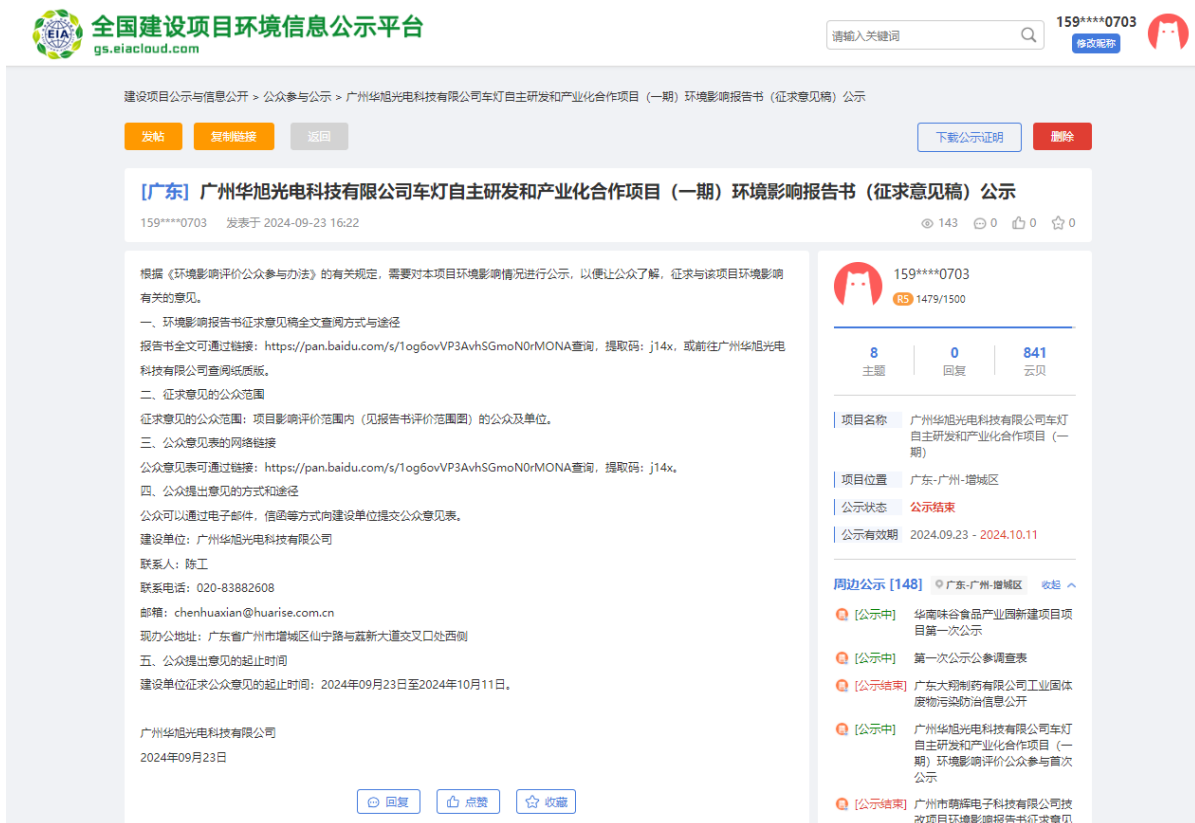 EIA
全国建设项目环境信息公示平台
gs.eiacloud.com
请输入关键词
159****0703
修改昵称
建设项目公示与信息公开 > 公众参与公示 > 广州华旭光电科技有限公司车灯自主研发和产业化合作项目（一期）环境影响报告书（征求意见稿）公示
发帖
复制链接
返回
下载公示证明
删除
[广东] 广州华旭光电科技有限公司车灯自主研发和产业化合作项目（一期）环境影响报告书（征求意见稿）公示
159****0703 发表于 2024-09-23 16:22
143 0 0 0
根据《环境影响评价公众参与办法》的有关规定，需要对本项目环境影响情况进行公示，以便让公众了解，征求与该项目环境影响
有关的意见。
一、环境影响报告书征求意见稿全文查阅方式与途径
报告书全文可通过链接：https://pan.baidu.com/s/1og6ovVP3AvhSGmoN0rMONA查询，提取码：j14x，或前往广州华旭光电
科技有限公司查阅纸质版。
二、征求意见的公众范围
征求意见的公众范围：项目影响评价范围内（见报告书评价范围图）的公众及单位。
三、公众意见表的网络链接
公众意见表可通过链接：https://pan.baidu.com/s/1og6ovVP3AvhSGmoN0rMONA查询，提取码：j14x。
四、公众提出意见的方式和途径
公众可以通过电子邮件，信函等方式向建设单位提交公众意见表。
建设单位：广州华旭光电科技有限公司
联系人：陈工
联系电话：020-83882608
邮箱：chenhuaxian@huarise.com.cn
现办公地址：广东省广州市增城区仙宁路与荔新大道交叉口处西侧
五、公众提出意见的起止时间
建设单位征求公众意见的起止时间：2024年09月23日至2024年10月11日。
广州华旭光电科技有限公司
2024年09月23日
回复
点赞
收藏
159****0703
R5 1479/1500
8 0 841
主题 回复 云贝
项目名称 广州华旭光电科技有限公司车灯
自主研发和产业化合作项目（一
期）
项目位置 广东-广州-增城区
公示状态 公示结束
公示有效期 2024.09.23 - 2024.10.11
周边公示 [148] 广东-广州-增城区 收起
[公示中] 华南味谷食品产业园新建项目项
目第一次公示
[公示中] 第一次公示公参调查表
[公示结束] 广东大翔制药有限公司工业固体
废物污染防治信息公开
[公示中] 广州华旭光电科技有限公司车灯
自主研发和产业化合作项目（一
期）环境影响评价公众参与首次
公示
[公示结束] 广州市萌辉电子科技有限公司技
改项目环境影响报告书征求意见